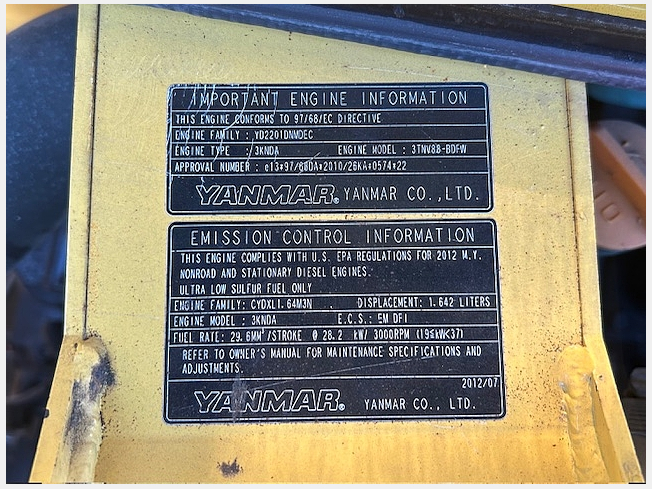 IMPORTANT ENGINE INFORMATION
THIS ENGINE CONFORMS TO 97/68/EC DIRECTIVE
ENGINE FAMILY : YD2201DNVDEC
ENGINE TYPE : 3KNDA ENGINE MODEL : 3TNV88-BDFW
APPROVAL NUMBER : e13*97/68DA*2010/26KA*0574*22
YANMAR® YANMAR CO.,LTD.
EMISSION CONTROL INFORMATION
THIS ENGINE COMPLIES WITH U.S. EPA REGULATIONS FOR 2012 M.Y.
NONROAD AND STATIONARY DIESEL ENGINES.
ULTRA LOW SULFUR FUEL ONLY
ENGINE FAMILY: CYDXL1.64M3N DISPLACEMENT: 1.642 LITERS
ENGINE MODEL : 3KNDA E.C.S.: EM DFI
FUEL RATE: 29.6MM³/STROKE @ 28.2 kW/ 3000RPM (19≤kWK37)
REFER TO OWNER'S MANUAL FOR MAINTENANCE SPECIFICATIONS AND
ADJUSTMENTS.
2012/07
YANMAR® YANMAR CO., LTD.